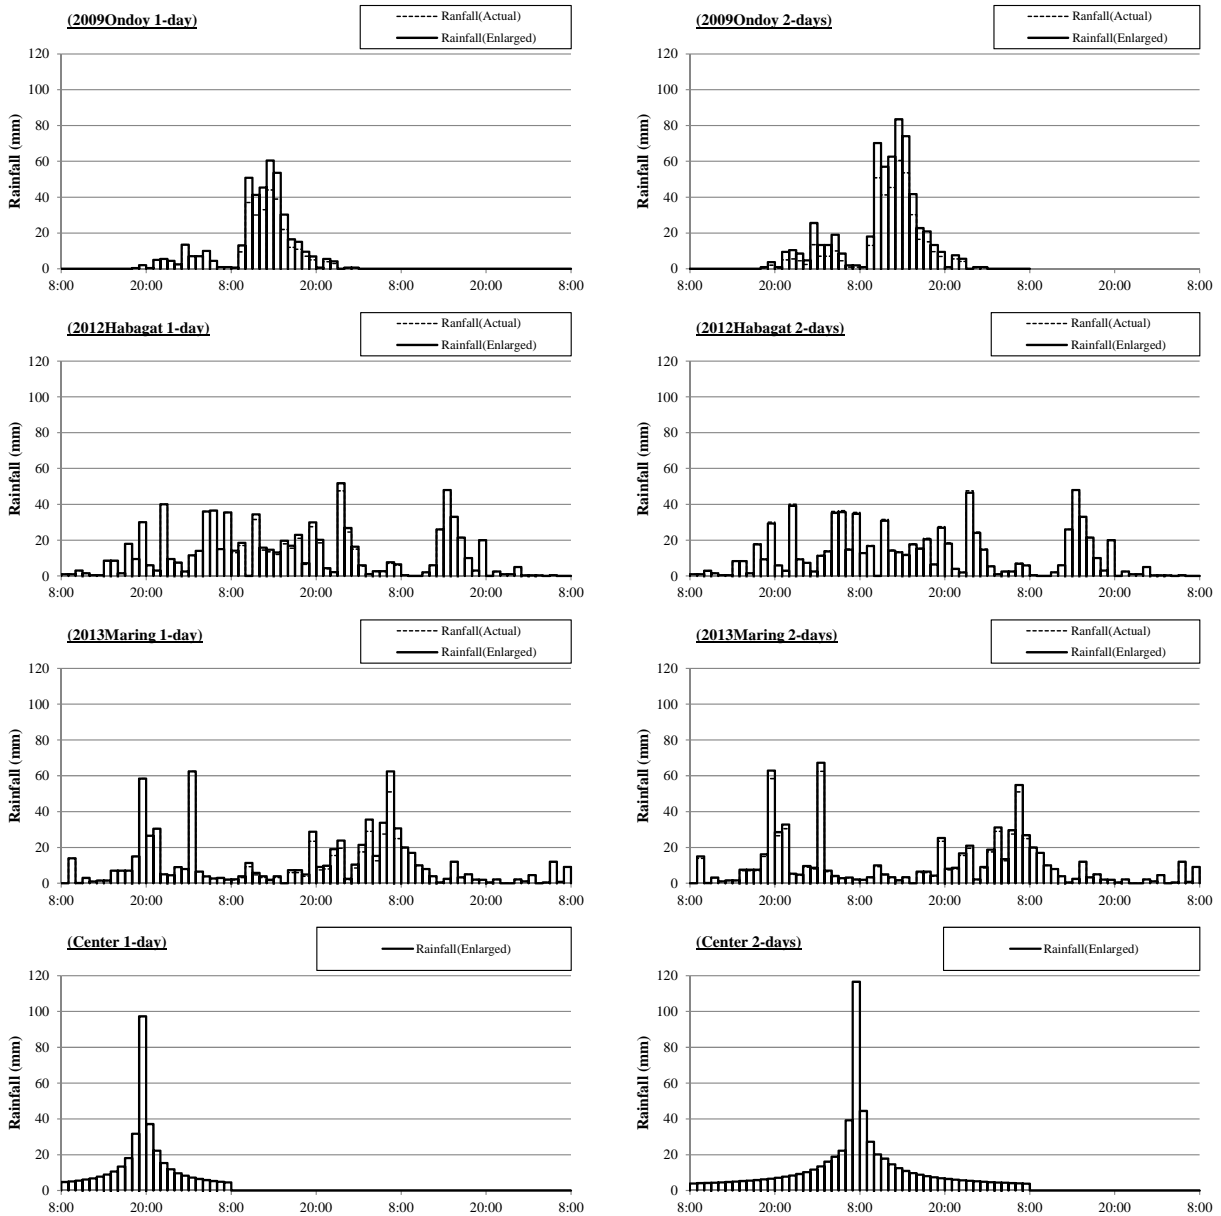 (2009Ondoy 1-day)
Ranfall(Actual)
Rainfall(Enlarged)
Rainfall (mm)
120
100
80
60
40
20
0
8:00 20:00 8:00 20:00 8:00 20:00 8:00
(2009Ondoy 2-days)
Ranfall(Actual)
Rainfall(Enlarged)
Rainfall (mm)
120
100
80
60
40
20
0
8:00 20:00 8:00 20:00 8:00 20:00 8:00
(2012Habagat 1-day)
Ranfall(Actual)
Rainfall(Enlarged)
Rainfall (mm)
120
100
80
60
40
20
0
8:00 20:00 8:00 20:00 8:00 20:00 8:00
(2012Habagat 2-days)
Ranfall(Actual)
Rainfall(Enlarged)
Rainfall (mm)
120
100
80
60
40
20
0
8:00 20:00 8:00 20:00 8:00 20:00 8:00
(2013Maring 1-day)
Ranfall(Actual)
Rainfall(Enlarged)
Rainfall (mm)
120
100
80
60
40
20
0
8:00 20:00 8:00 20:00 8:00 20:00 8:00
(2013Maring 2-days)
Ranfall(Actual)
Rainfall(Enlarged)
Rainfall (mm)
120
100
80
60
40
20
0
8:00 20:00 8:00 20:00 8:00 20:00 8:00
(Center 1-day)
Rainfall(Enlarged)
Rainfall (mm)
120
100
80
60
40
20
0
8:00 20:00 8:00 20:00 8:00 20:00 8:00
(Center 2-days)
Rainfall(Enlarged)
Rainfall (mm)
120
100
80
60
40
20
0
8:00 20:00 8:00 20:00 8:00 20:00 8:00